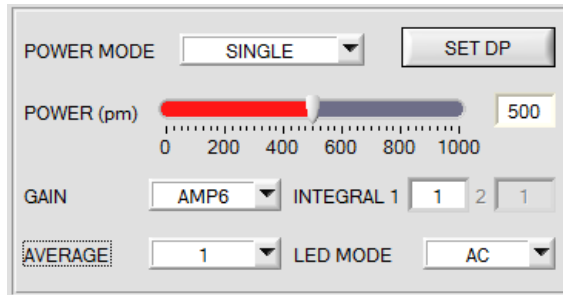 POWER MODE SINGLE SET DP
POWER (pm) 500
0 200 400 600 800 1000
GAIN AMP6 INTEGRAL 1 1 2 1
AVERAGE 1 LED MODE AC